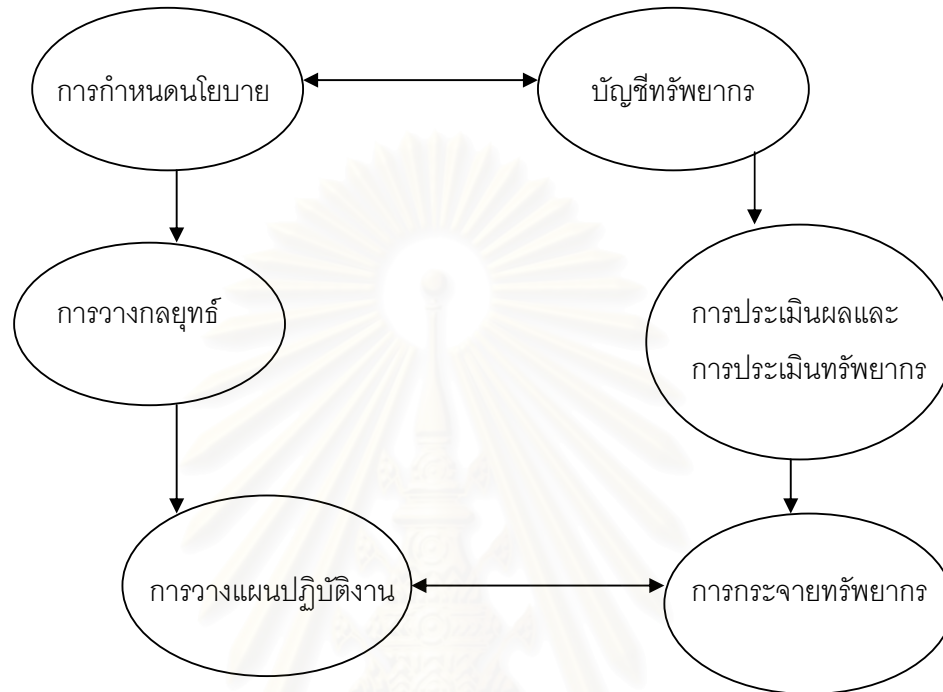 การกำหนดนโยบาย
บัญชีทรัพยากร
การวางกลยุทธ์
การประเมินผลและ
การประเมินทรัพยากร
การวางแผนปฏิบัติงาน
การกระจายทรัพยากร